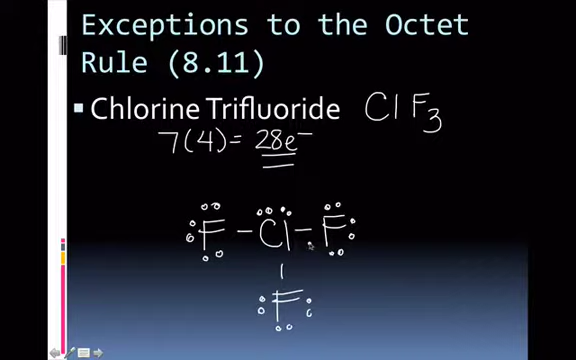 Exceptions to the Octet
Rule (8.11)
Chlorine Trifluoride ClF₃
7(4) = 28e⁻
F – Cl – F
|
F